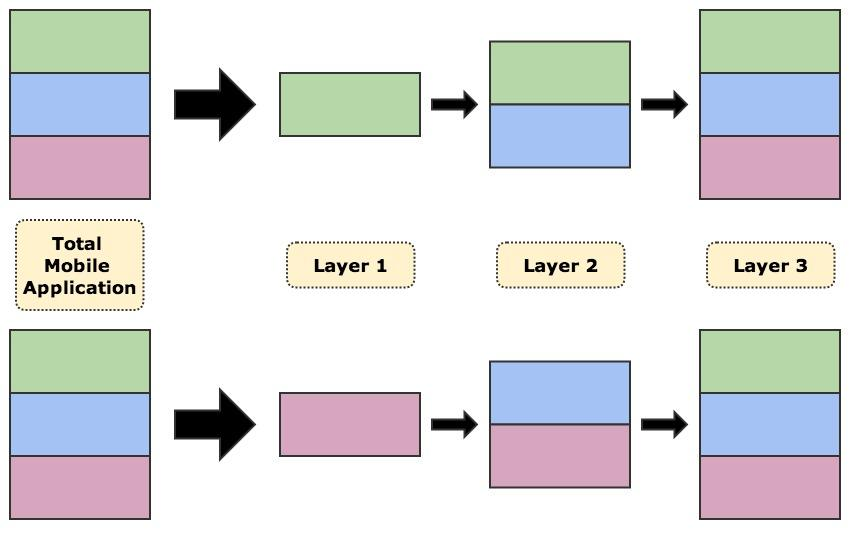 Total
Mobile
Application
Layer 1
Layer 2
Layer 3